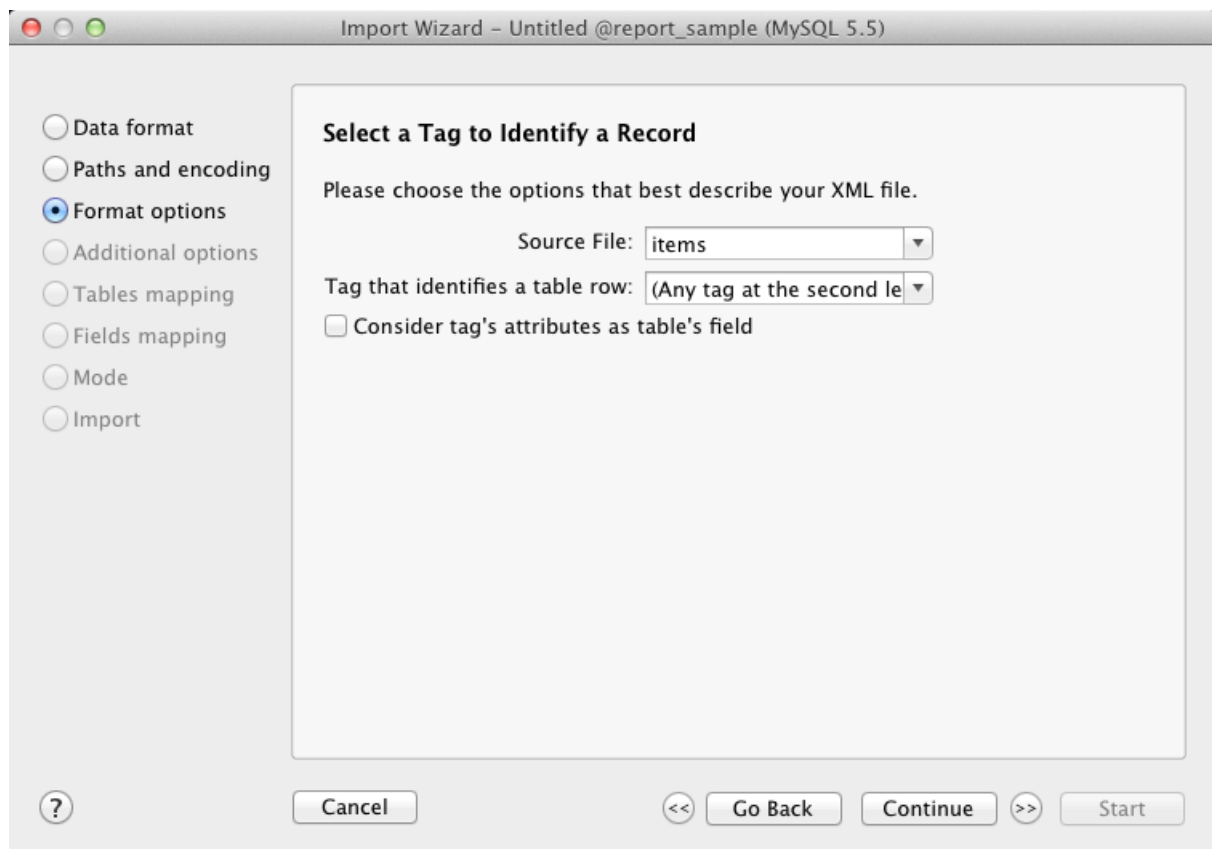 Import Wizard – Untitled @report_sample (MySQL 5.5)
Data format
Paths and encoding
Format options
Additional options
Tables mapping
Fields mapping
Mode
Import
Select a Tag to Identify a Record
Please choose the options that best describe your XML file.
Source File: items
Tag that identifies a table row: (Any tag at the second le
Consider tag's attributes as table's field
? Cancel << Go Back Continue >> Start